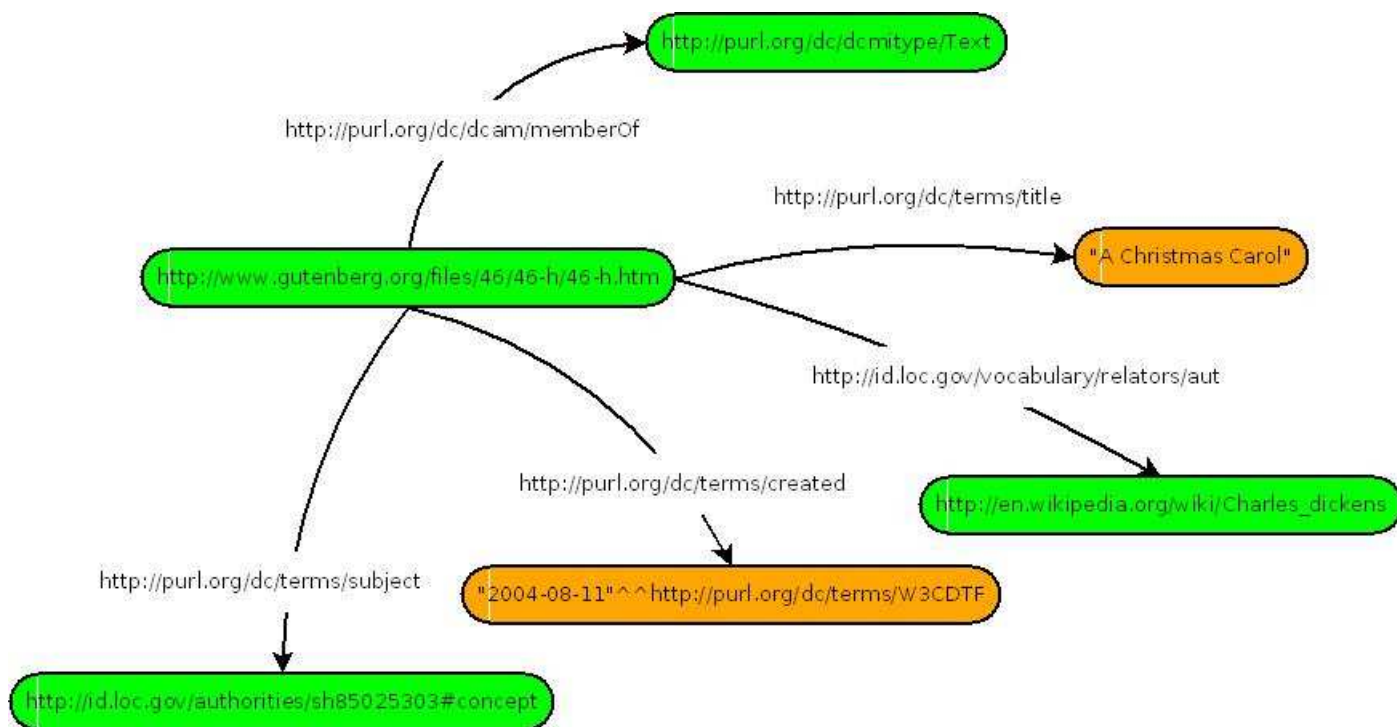 http://purl.org/dc/dcmitype/Text
http://purl.org/dc/dcam/memberOf
http://purl.org/dc/terms/title
"A Christmas Carol"
http://www.gutenberg.org/files/46/46-h/46-h.htm
http://id.loc.gov/vocabulary/relators/aut
http://purl.org/dc/terms/created
http://en.wikipedia.org/wiki/Charles_dickens
http://purl.org/dc/terms/subject
"2004-08-11"^^http://purl.org/dc/terms/W3CDTF
http://id.loc.gov/authorities/sh85025303#concept